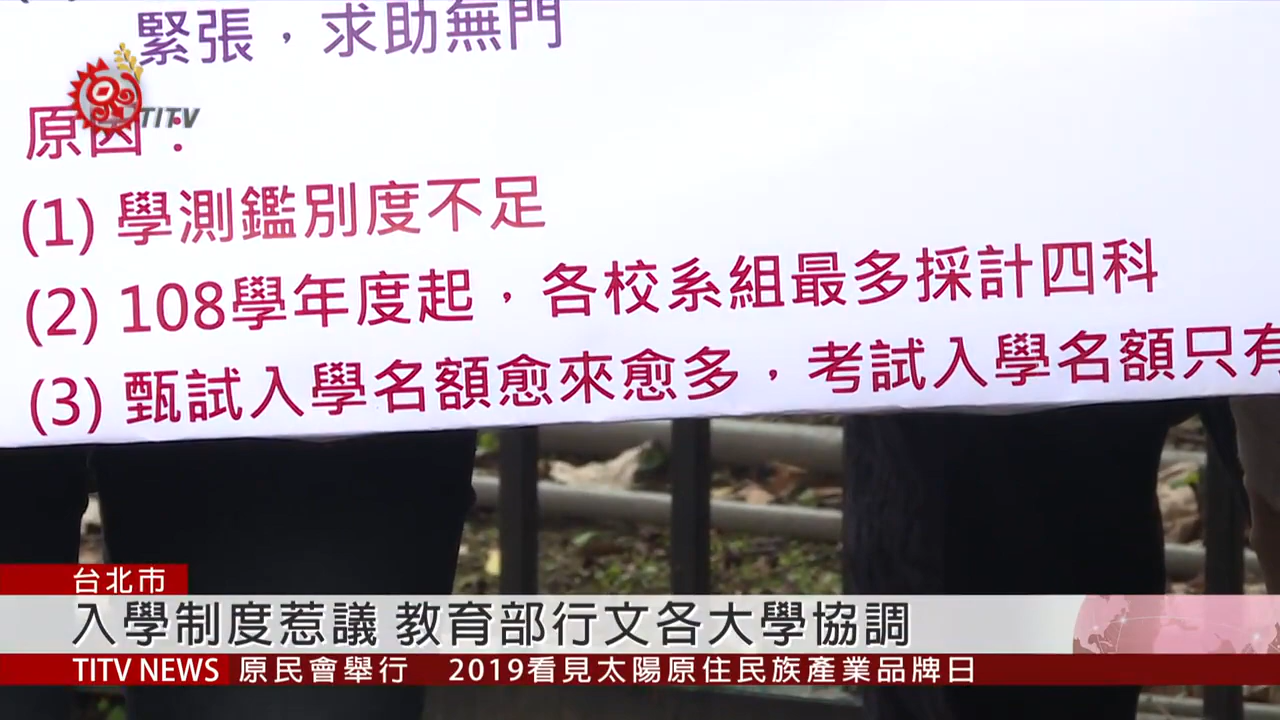 緊張，求助無門
TITV
原因：
(1) 學測鑑別度不足
(2) 108學年度起，各校系組最多採計四科
(3) 甄試入學名額愈來愈多，考試入學名額只有
台北市
入學制度惹議 教育部行文各大學協調
TITV NEWS 原民會舉行 2019看見太陽原住民族產業品牌日